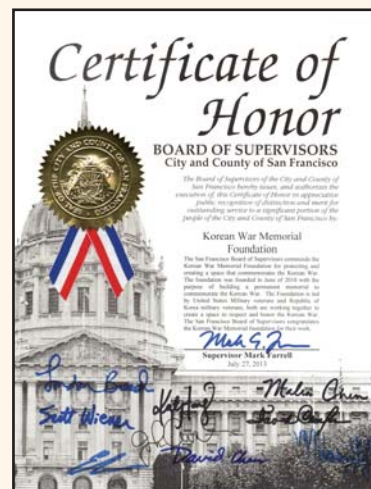 Certificate of
Honor
BOARD OF SUPERVISORS
City and County of San Francisco
The Board of Supervisors of the City and County of
San Francisco hereby issues, and authorizes the
execution of this Certificate of Honor in appreciative
public recognition of distinction and merit for
outstanding service to a significant portion of the
people of the City and County of San Francisco by:
Korean War Memorial
Foundation
The San Francisco Board of Supervisors commends the
Korean War Memorial Foundation for protecting and
creating a space that commemorates the Korean War.
The foundation was founded in June of 2010 with the
purpose of building a permanent memorial to
commemorate the Korean War. The Foundation is led
by United States Military veterans and Republic of
Korea military veterans, both are working together to
create a space to respect and honor the Korean War.
The San Francisco Board of Supervisors congratulates
the Korean War Memorial Foundation for their work.
Supervisor Mark Farrell
July 27, 2013
London Breed
Malia Cohen
Scott Wiener
David Chiu